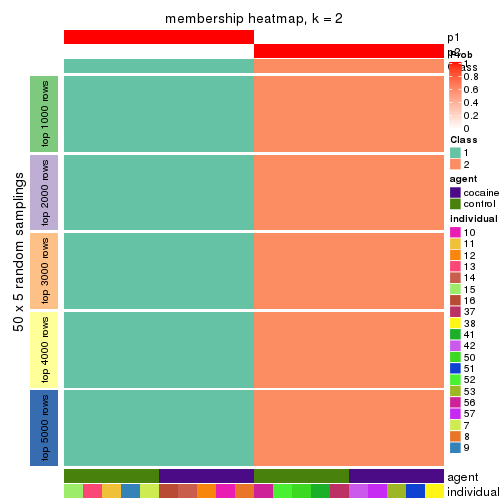 membership heatmap, k = 2
p1
p2
Class
50 x 5 random samplings
top 1000 rows
top 2000 rows
top 3000 rows
top 4000 rows
top 5000 rows
agent
individual
Prob
1
0.8
0.6
0.4
0.2
0
Class
1
2
agent
cocaine
control
individual
10
11
12
13
14
15
16
37
38
41
42
50
51
52
53
56
57
7
8
9